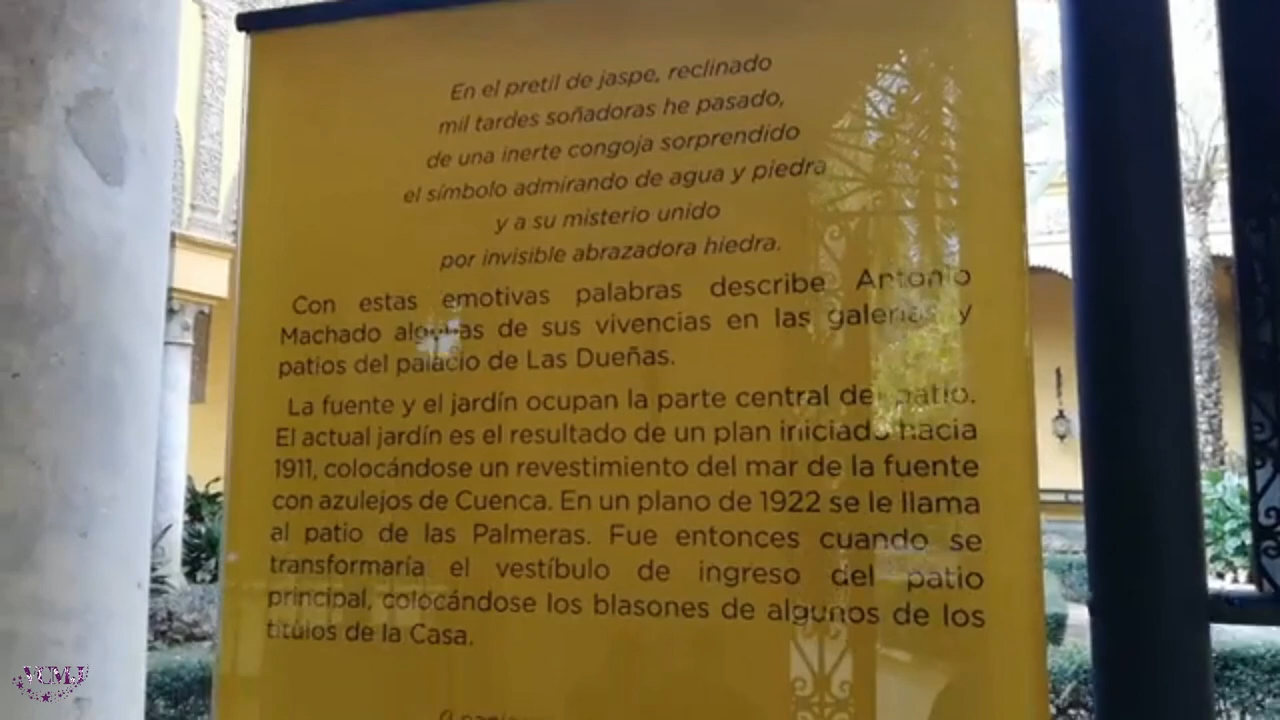 En el pretil de jaspe, reclinado
mil tardes soñadoras he pasado,
de una inerte congoja sorprendido
el símbolo admirando de agua y piedra
y a su misterio unido
por invisible abrazadora hiedra.
Con estas emotivas palabras describe Antonio
Machado algunas de sus vivencias en las galerías y
patios del palacio de Las Dueñas.
La fuente y el jardín ocupan la parte central del patio.
El actual jardín es el resultado de un plan iniciado hacia
1911, colocándose un revestimiento del mar de la fuente
con azulejos de Cuenca. En un plano de 1922 se le llama
al patio de las Palmeras. Fue entonces cuando se
transformaría el vestíbulo de ingreso del patio
principal, colocándose los blasones de algunos de los
títulos de la Casa.